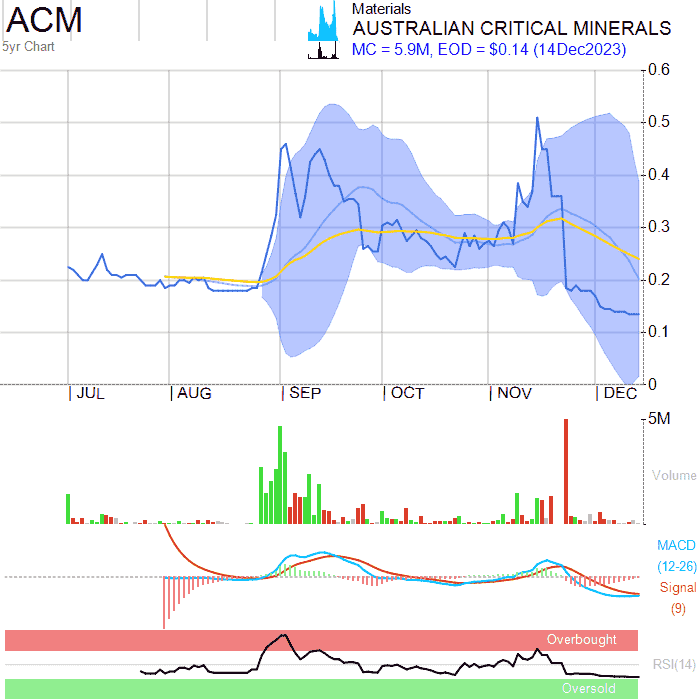 ACM
5yr Chart
Materials
AUSTRALIAN CRITICAL MINERALS
MC = 5.9M, EOD = $0.14 (14Dec2023)
0.6
0.5
0.4
0.3
0.2
0.1
0
JUL AUG SEP OCT NOV DEC
5M
Volume
MACD
(12-26)
Signal
(9)
Overbought
RSI(14)
Oversold